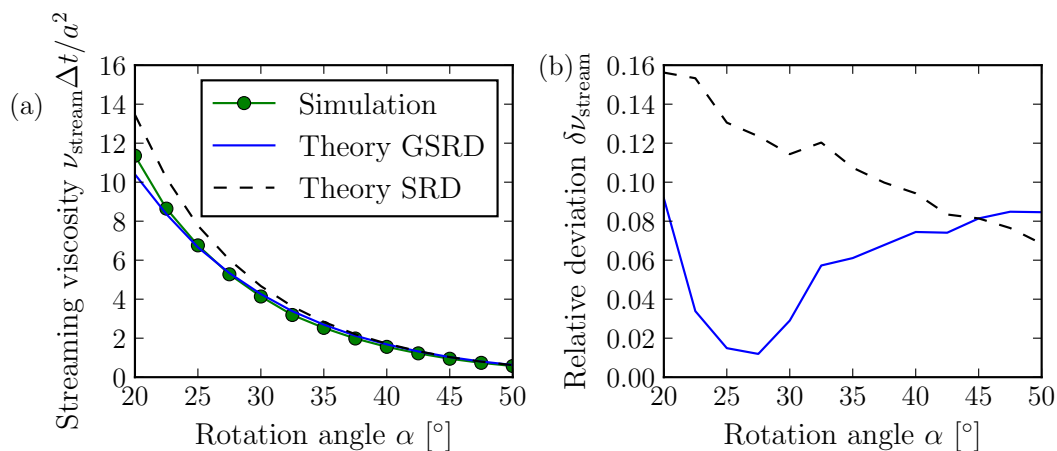 (a)
Streaming viscosity ν_stream Δt/a²
16
14
12
10
8
6
4
2
0
Simulation
Theory GSRD
Theory SRD
20 25 30 35 40 45 50
Rotation angle α [°]
(b)
Relative deviation δν_stream
0.16
0.14
0.12
0.10
0.08
0.06
0.04
0.02
0.00
20 25 30 35 40 45 50
Rotation angle α [°]